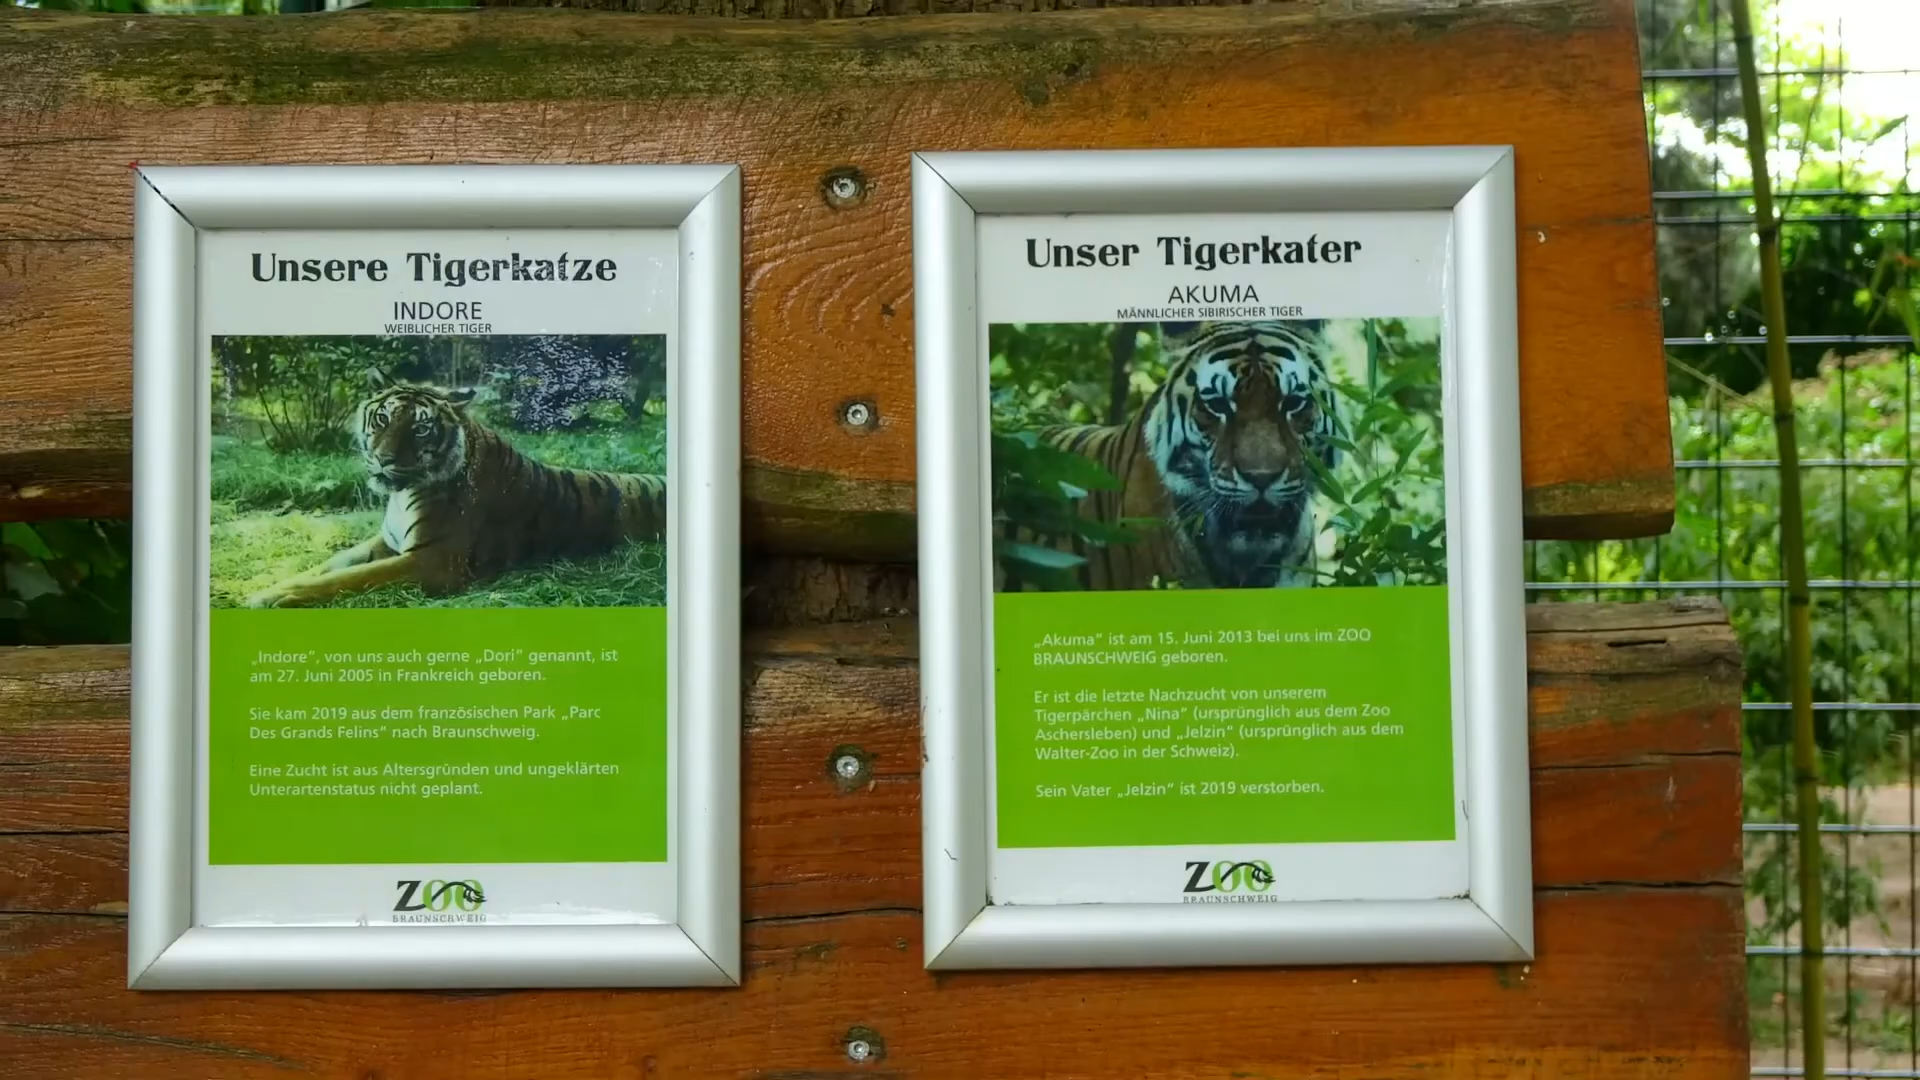 Unsere Tigerkatze
INDORE
WEIBLICHER TIGER
„Indore“, von uns auch gerne „Dori“ genannt, ist
am 27. Juni 2005 in Frankreich geboren.
Sie kam 2019 aus dem französischen Park „Parc
Des Grands Felins“ nach Braunschweig.
Eine Zucht ist aus Altersgründen und ungeklärten
Unterartenstatus nicht geplant.
ZOO
BRAUNSCHWEIG
Unser Tigerkater
AKUMA
MÄNNLICHER SIBIRISCHER TIGER
„Akuma“ ist am 15. Juni 2013 bei uns im ZOO
BRAUNSCHWEIG geboren.
Er ist die letzte Nachzucht von unserem
Tigerpärchen „Nina“ (ursprünglich aus dem Zoo
Aschersleben) und „Jelzin“ (ursprünglich aus dem
Walter-Zoo in der Schweiz).
Sein Vater „Jelzin“ ist 2019 verstorben.
ZOO
BRAUNSCHWEIG